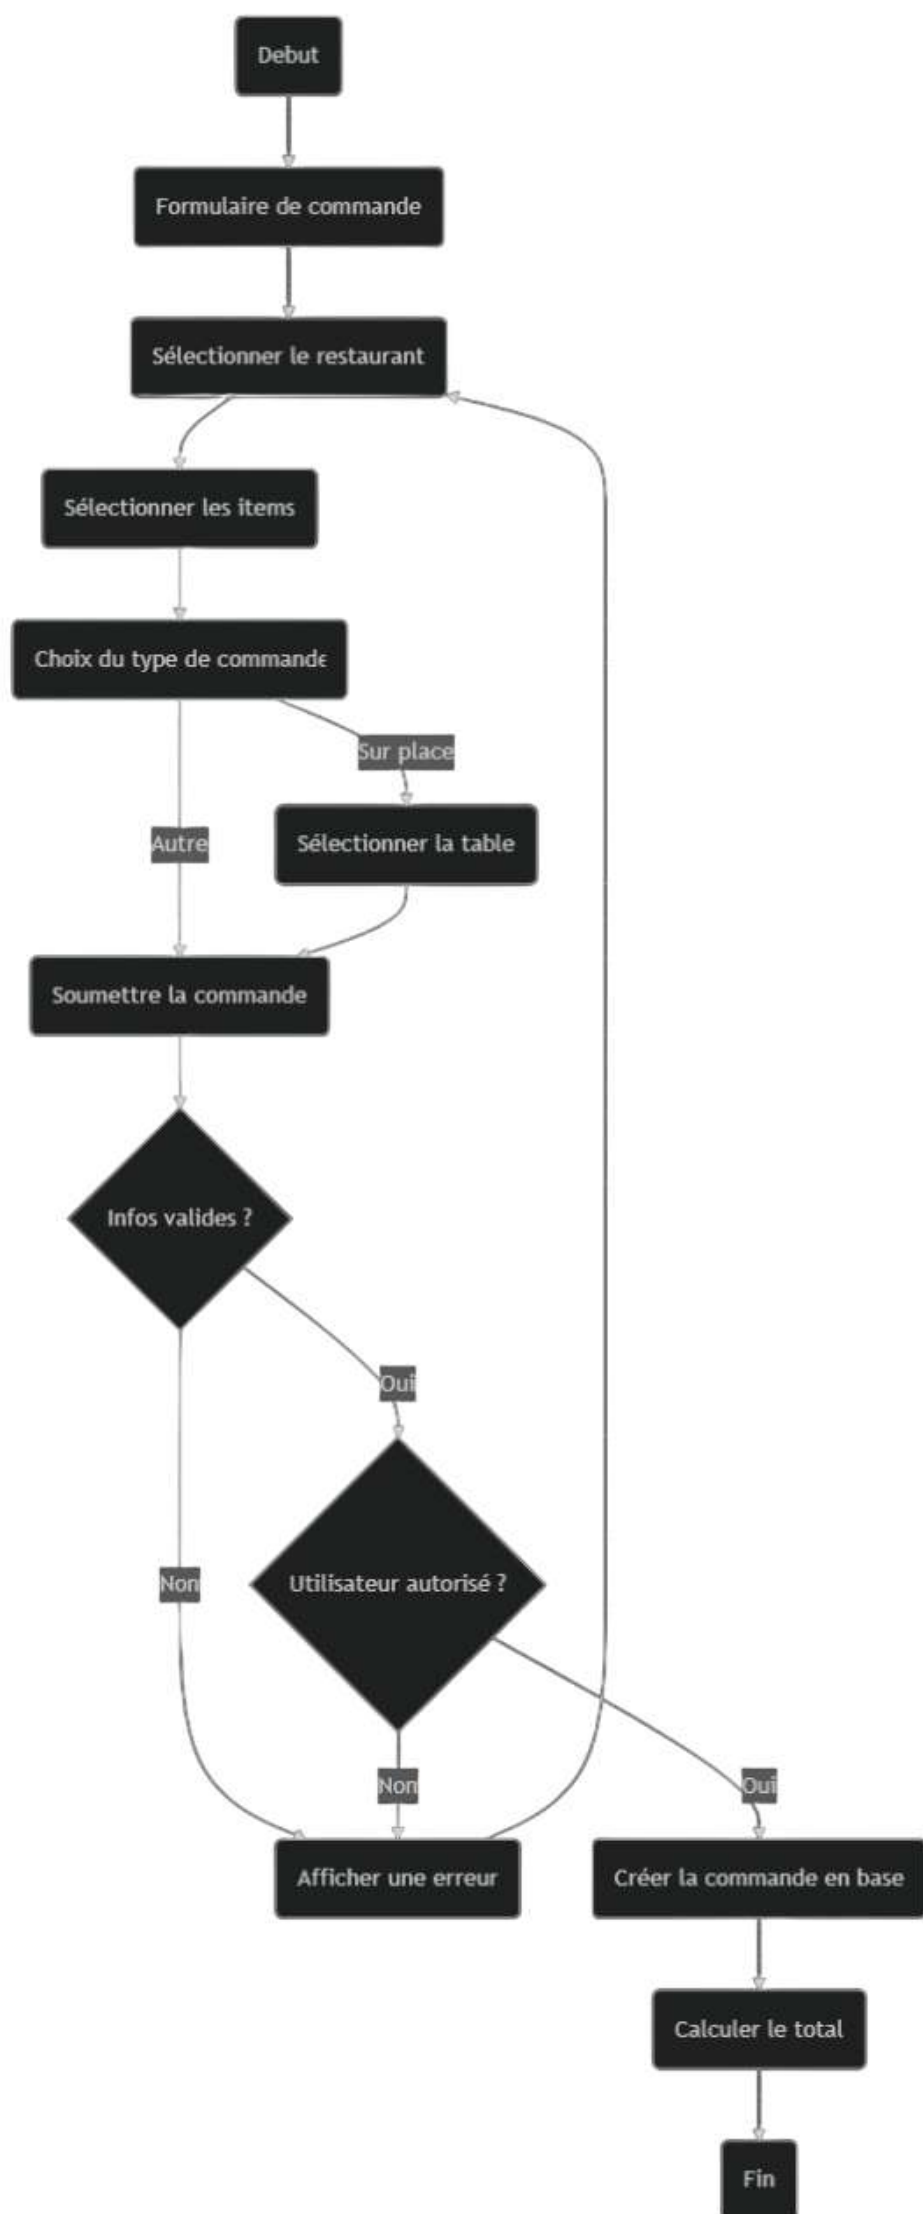 Debut
Formulaire de commande
Sélectionner le restaurant
Sélectionner les items
Choix du type de commande
Sur place
Autre
Sélectionner la table
Soumettre la commande
Infos valides ?
Oui
Non
Utilisateur autorisé ?
Non
Oui
Afficher une erreur
Créer la commande en base
Calculer le total
Fin